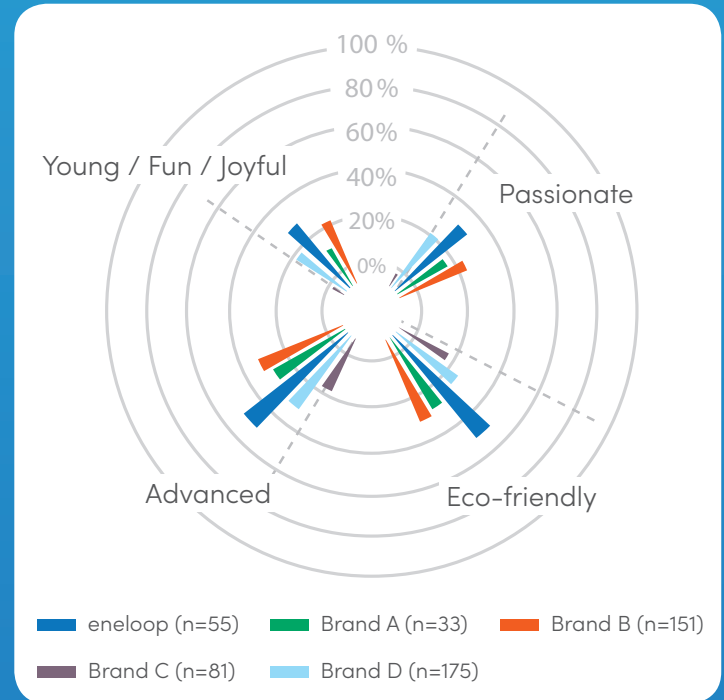 100 %
80%
60%
40%
20%
0%
Young / Fun / Joyful
Passionate
Advanced
Eco-friendly
eneloop (n=55)
Brand A (n=33)
Brand B (n=151)
Brand C (n=81)
Brand D (n=175)